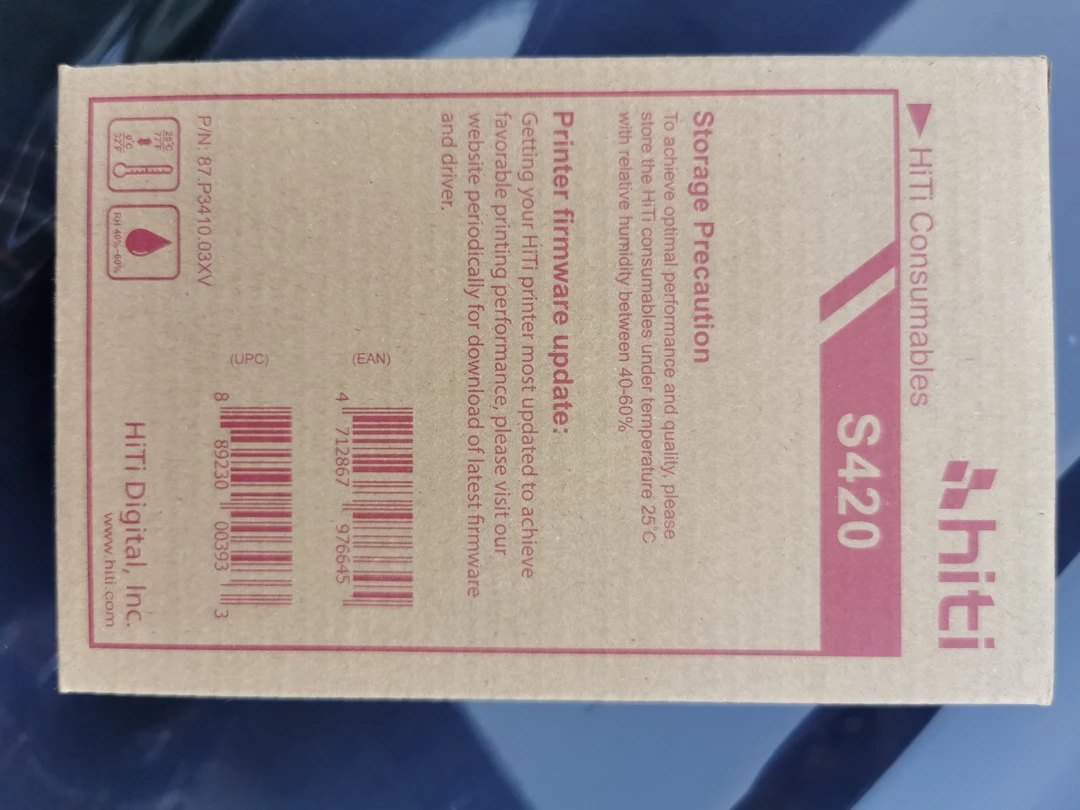 hiti
▶ HiTi Consumables
S420
Storage Precaution
To achieve optimal performance and quality, please
store the HiTi consumables under temperature 25°C
with relative humidity between 40-60%
Printer firmware update:
Getting your HiTi printer most updated to achieve
favorable printing performance, please visit our
website periodically for download of latest firmware
and driver.
(EAN)
4 712867 976645
(UPC)
8 89230 00393 3
P/N: 87.P3410.03XV
25°C
77°F
0°C
32°F
RH 40%~60%
HiTi Digital, Inc.
www.hiti.com